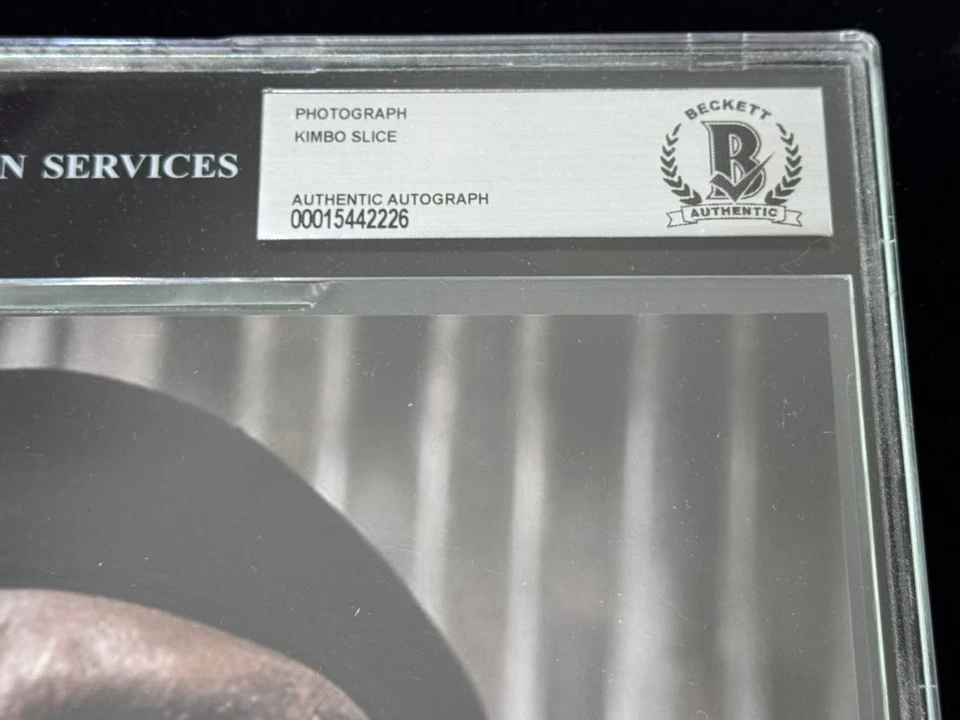 N SERVICES
PHOTOGRAPH
KIMBO SLICE
AUTHENTIC AUTOGRAPH
00015442226
BECKETT
B
AUTHENTIC